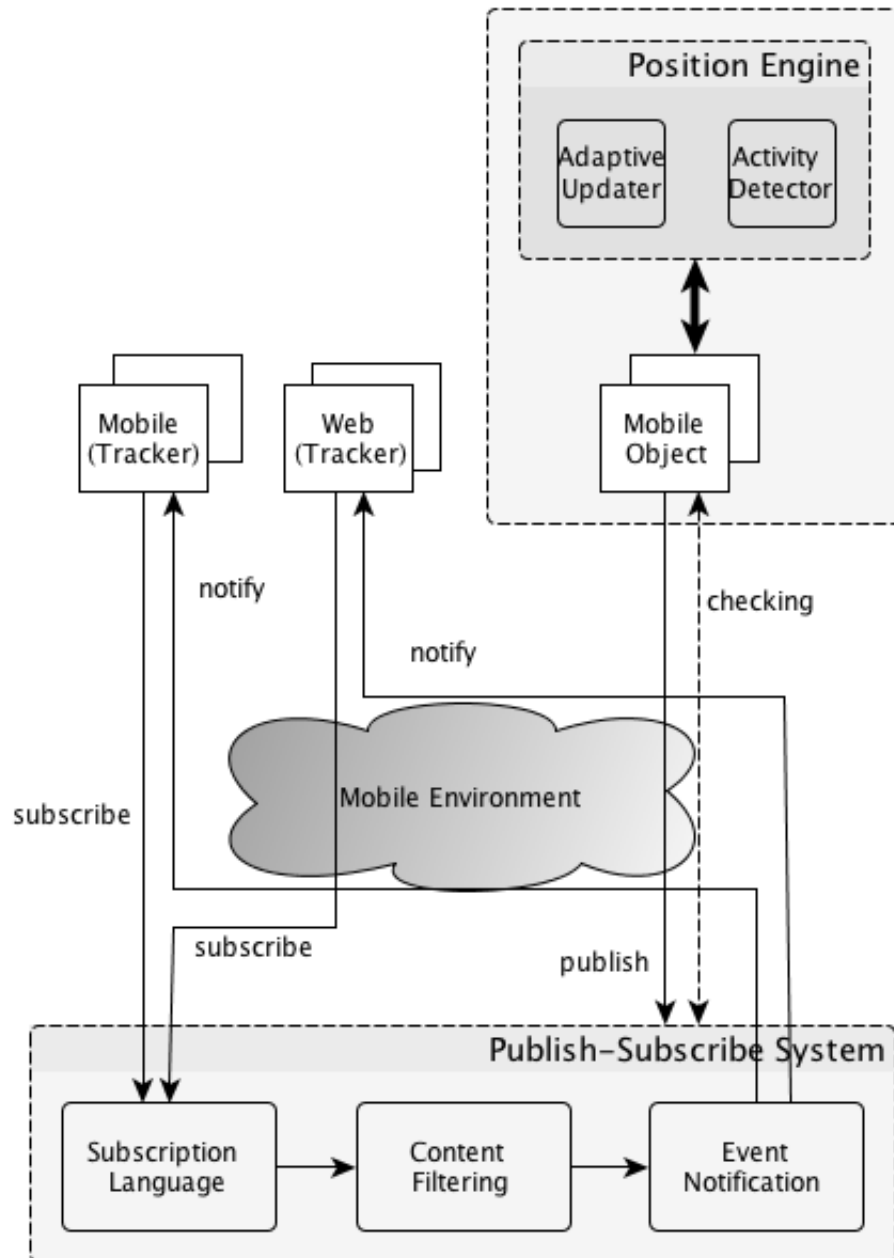 Position Engine
Adaptive
Updater
Activity
Detector
Mobile
(Tracker)
Web
(Tracker)
Mobile
Object
notify
checking
notify
Mobile Environment
subscribe
subscribe
publish
Publish-Subscribe System
Subscription
Language
Content
Filtering
Event
Notification